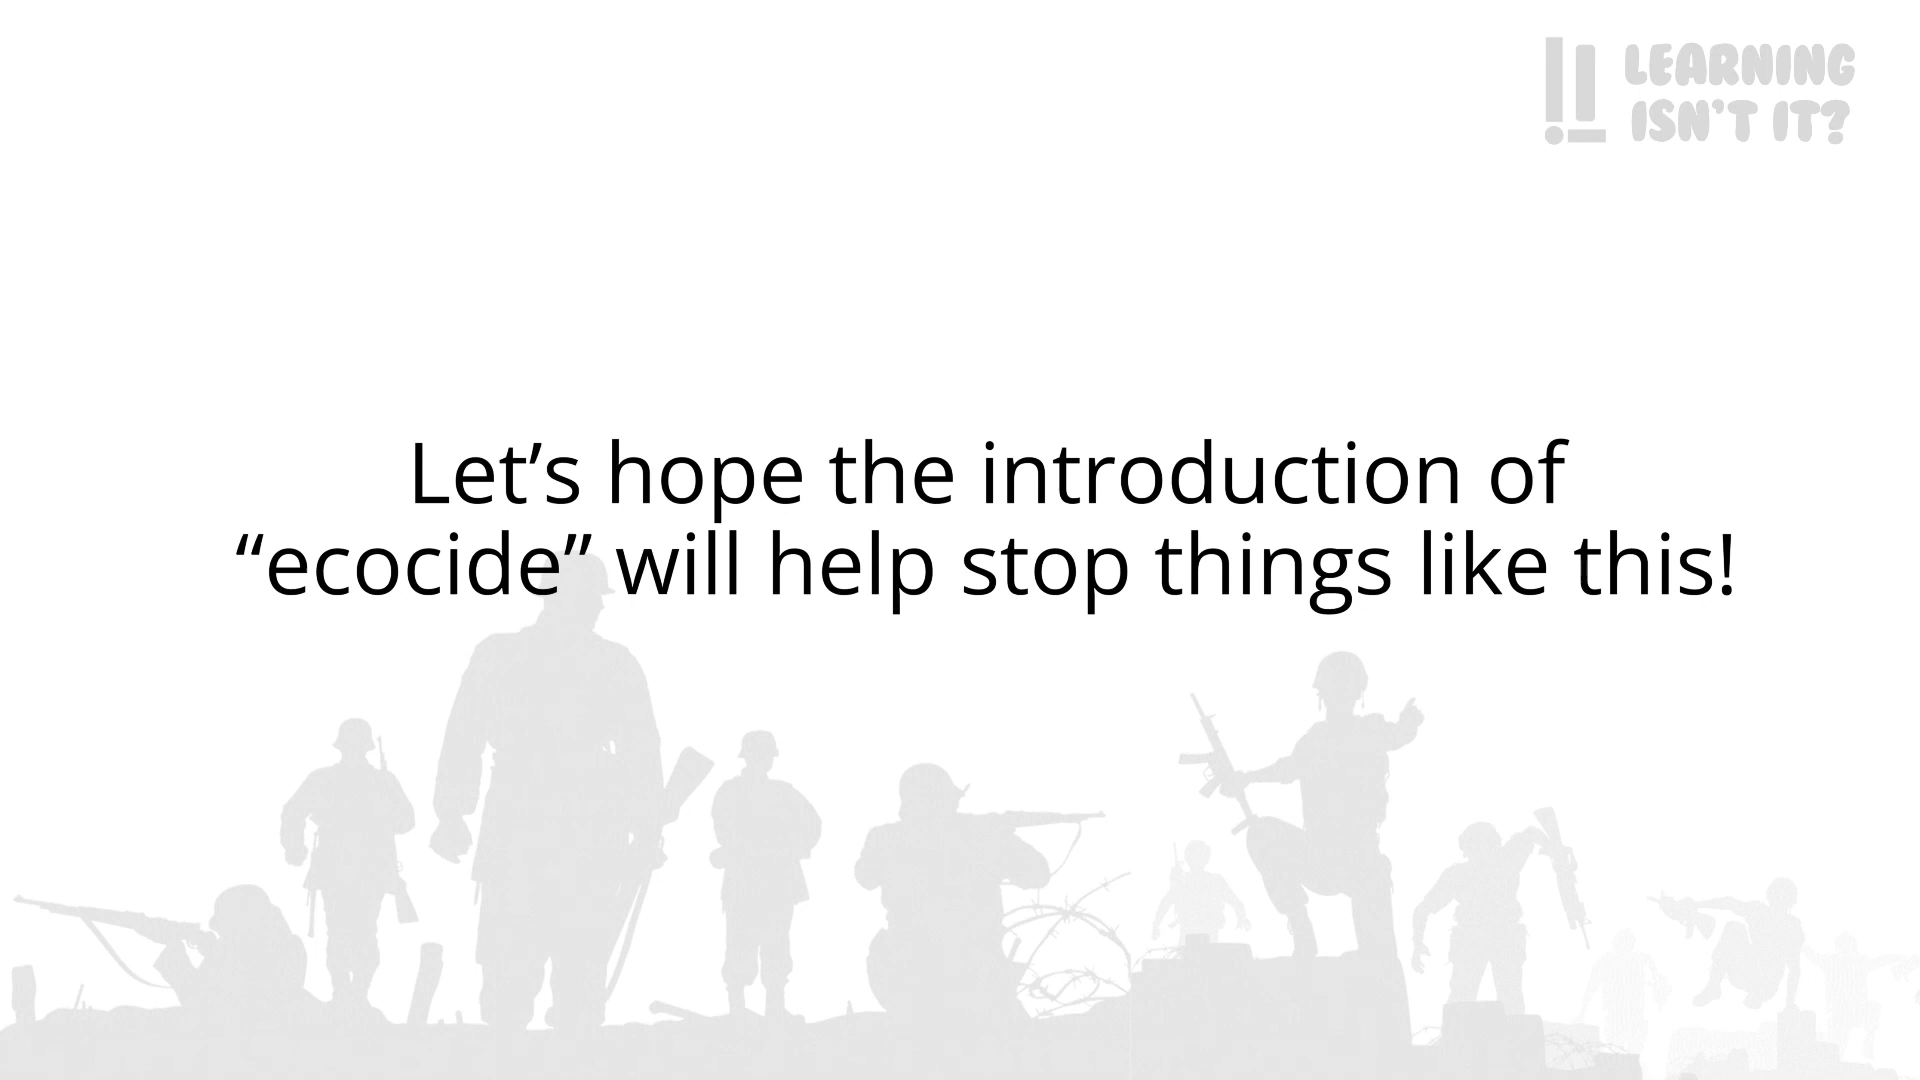 LEARNING
ISN'T IT?
Let’s hope the introduction of
“ecocide” will help stop things like this!